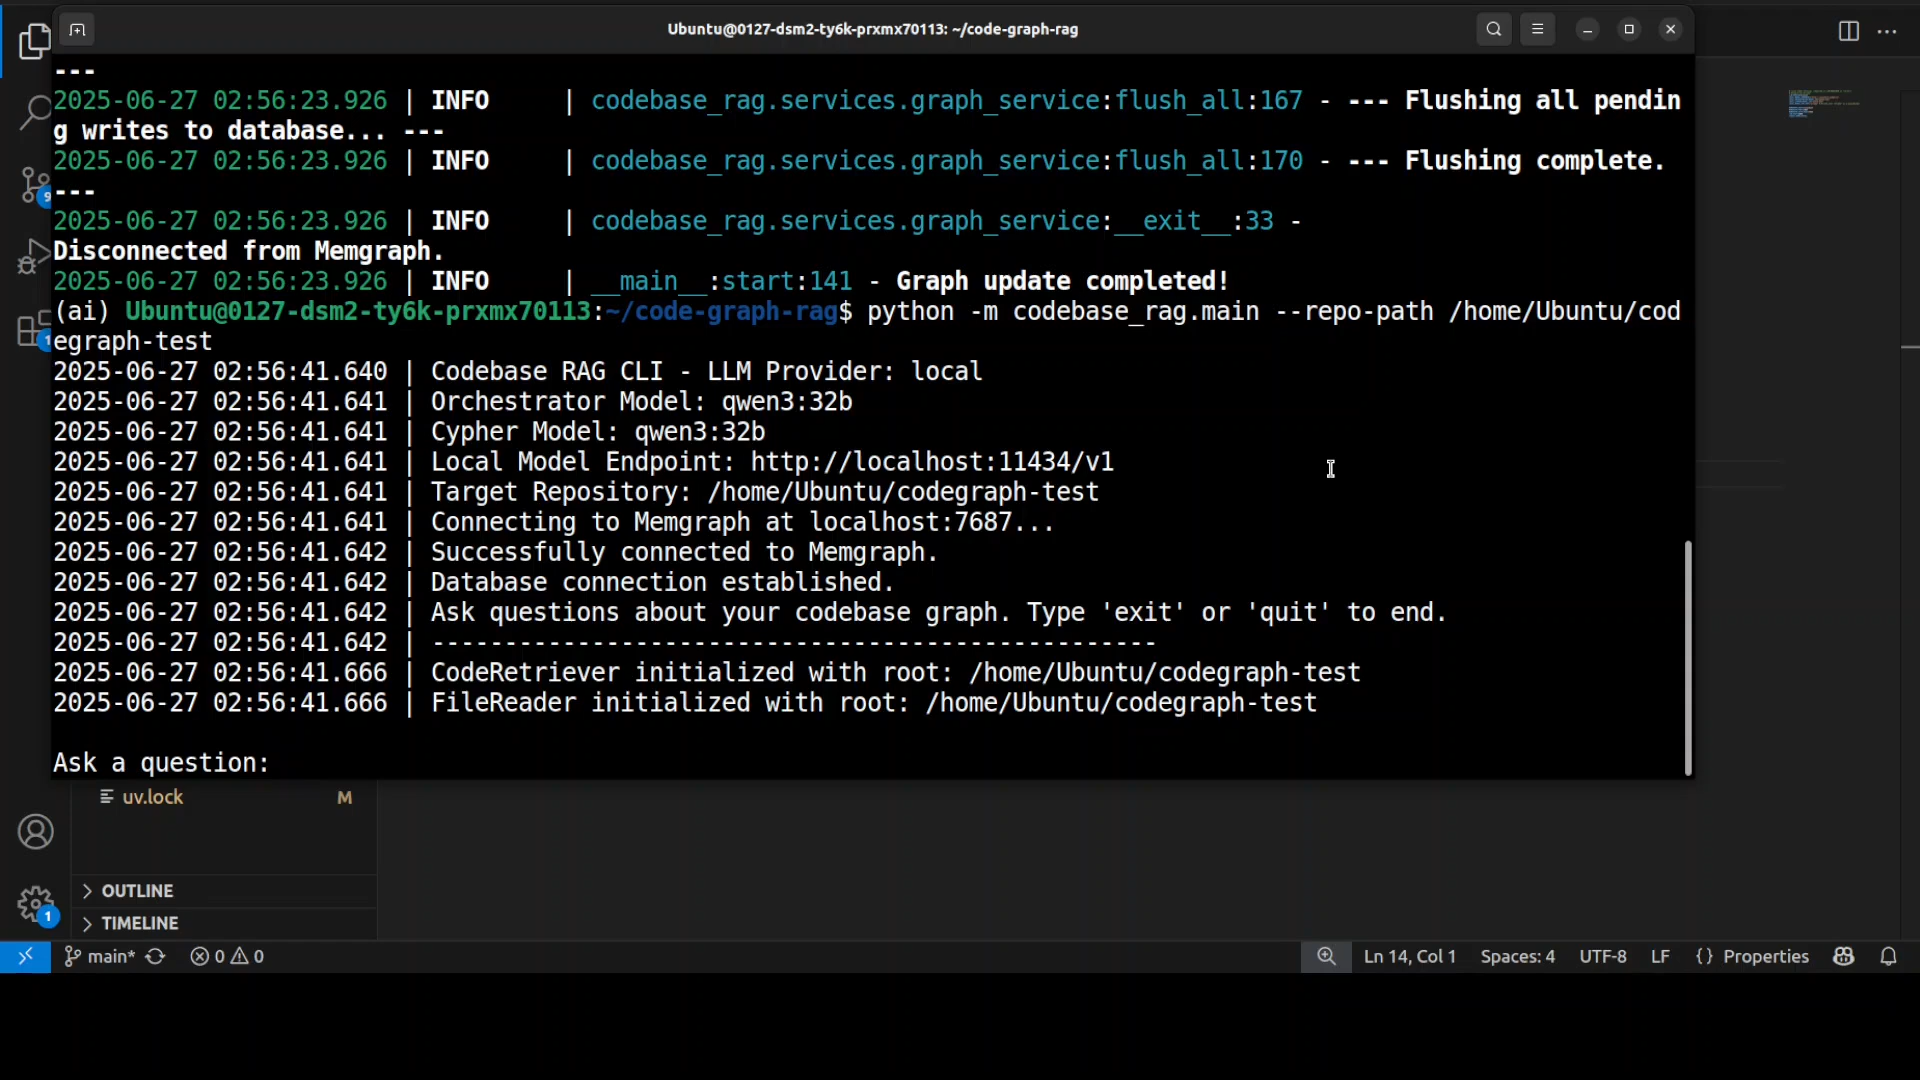 Ubuntu@0127-dsm2-ty6k-prxmx70113: ~/code-graph-rag
---
2025-06-27 02:56:23.926 | INFO     | codebase_rag.services.graph_service:flush_all:167 - --- Flushing all pendin
g writes to database... ---
2025-06-27 02:56:23.926 | INFO     | codebase_rag.services.graph_service:flush_all:170 - --- Flushing complete.
---
2025-06-27 02:56:23.926 | INFO     | codebase_rag.services.graph_service:__exit__:33 -
Disconnected from Memgraph.
2025-06-27 02:56:23.926 | INFO     | __main__:start:141 - Graph update completed!
(ai) Ubuntu@0127-dsm2-ty6k-prxmx70113:~/code-graph-rag$ python -m codebase_rag.main --repo-path /home/Ubuntu/cod
egraph-test
2025-06-27 02:56:41.640 | Codebase RAG CLI - LLM Provider: local
2025-06-27 02:56:41.641 | Orchestrator Model: qwen3:32b
2025-06-27 02:56:41.641 | Cypher Model: qwen3:32b
2025-06-27 02:56:41.641 | Local Model Endpoint: http://localhost:11434/v1
2025-06-27 02:56:41.641 | Target Repository: /home/Ubuntu/codegraph-test
2025-06-27 02:56:41.641 | Connecting to Memgraph at localhost:7687...
2025-06-27 02:56:41.642 | Successfully connected to Memgraph.
2025-06-27 02:56:41.642 | Database connection established.
2025-06-27 02:56:41.642 | Ask questions about your codebase graph. Type 'exit' or 'quit' to end.
2025-06-27 02:56:41.642 | --------------------------------------------------
2025-06-27 02:56:41.666 | CodeRetriever initialized with root: /home/Ubuntu/codegraph-test
2025-06-27 02:56:41.666 | FileReader initialized with root: /home/Ubuntu/codegraph-test
Ask a question:
uv.lock M
OUTLINE
1
TIMELINE
main* 0 0 Ln 14, Col 1 Spaces: 4 UTF-8 LF {} Properties